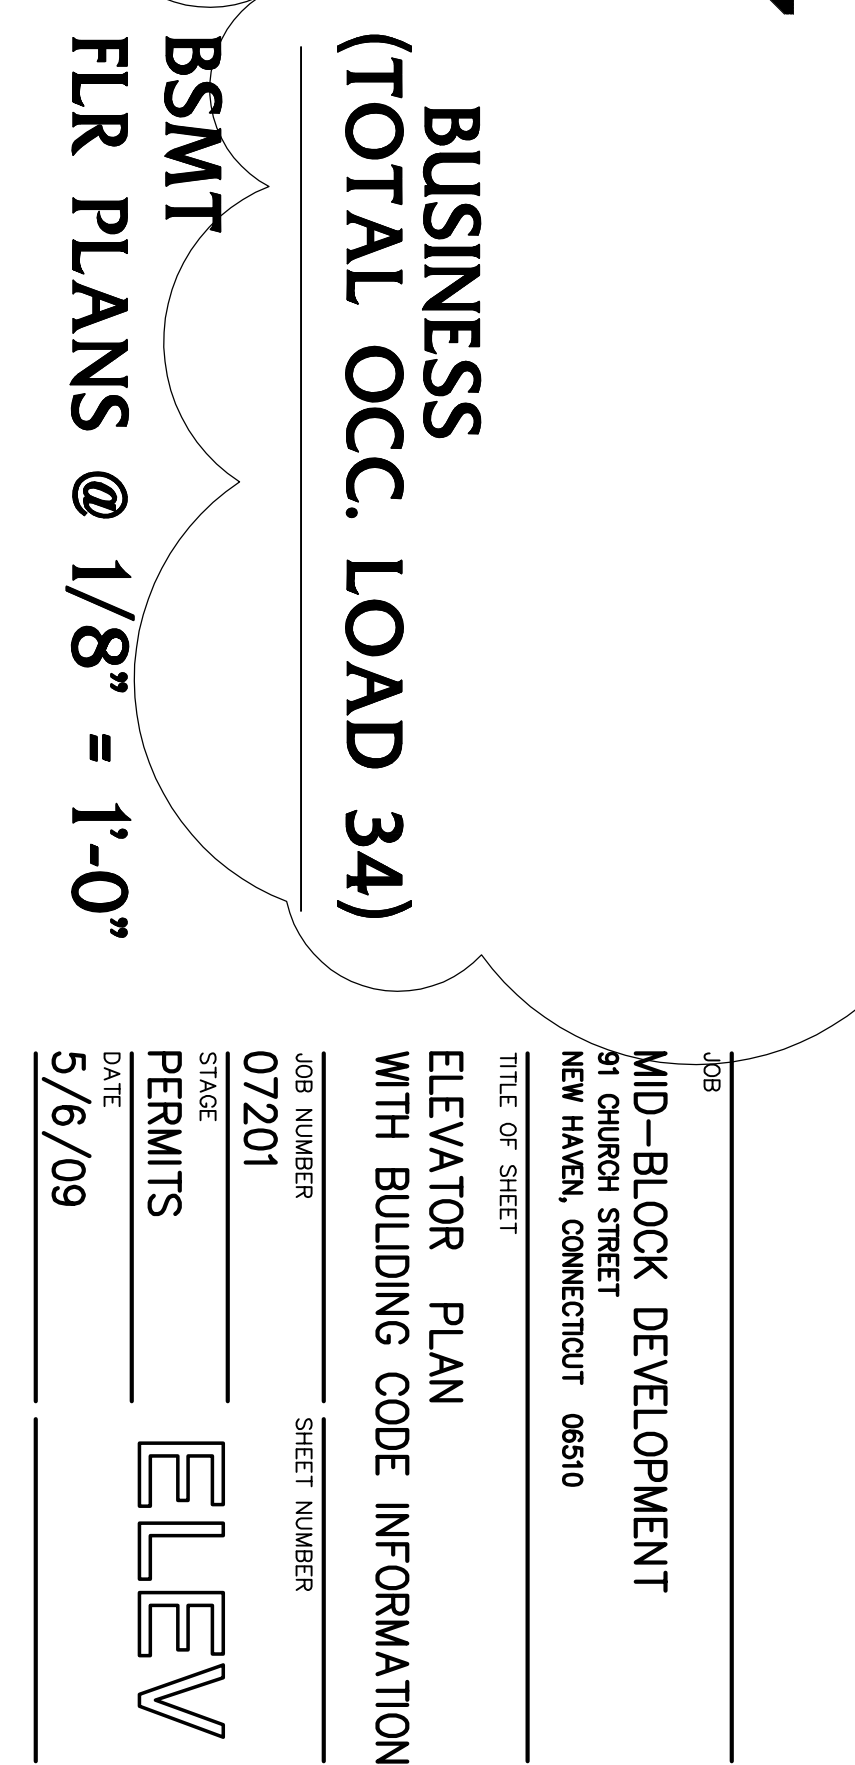 BUSINESS
(TOTAL OCC. LOAD 34)
BSMT
FLR PLANS @ 1/8” = 1’-0”
JOB
MID-BLOCK DEVELOPMENT
91 CHURCH STREET
NEW HAVEN, CONNECTICUT 06510
TITLE OF SHEET
ELEVATOR PLAN
WITH BULIDING CODE INFORMATION
JOB NUMBER
07201
STAGE
PERMITS
DATE
5/6/09
SHEET NUMBER
ELEV